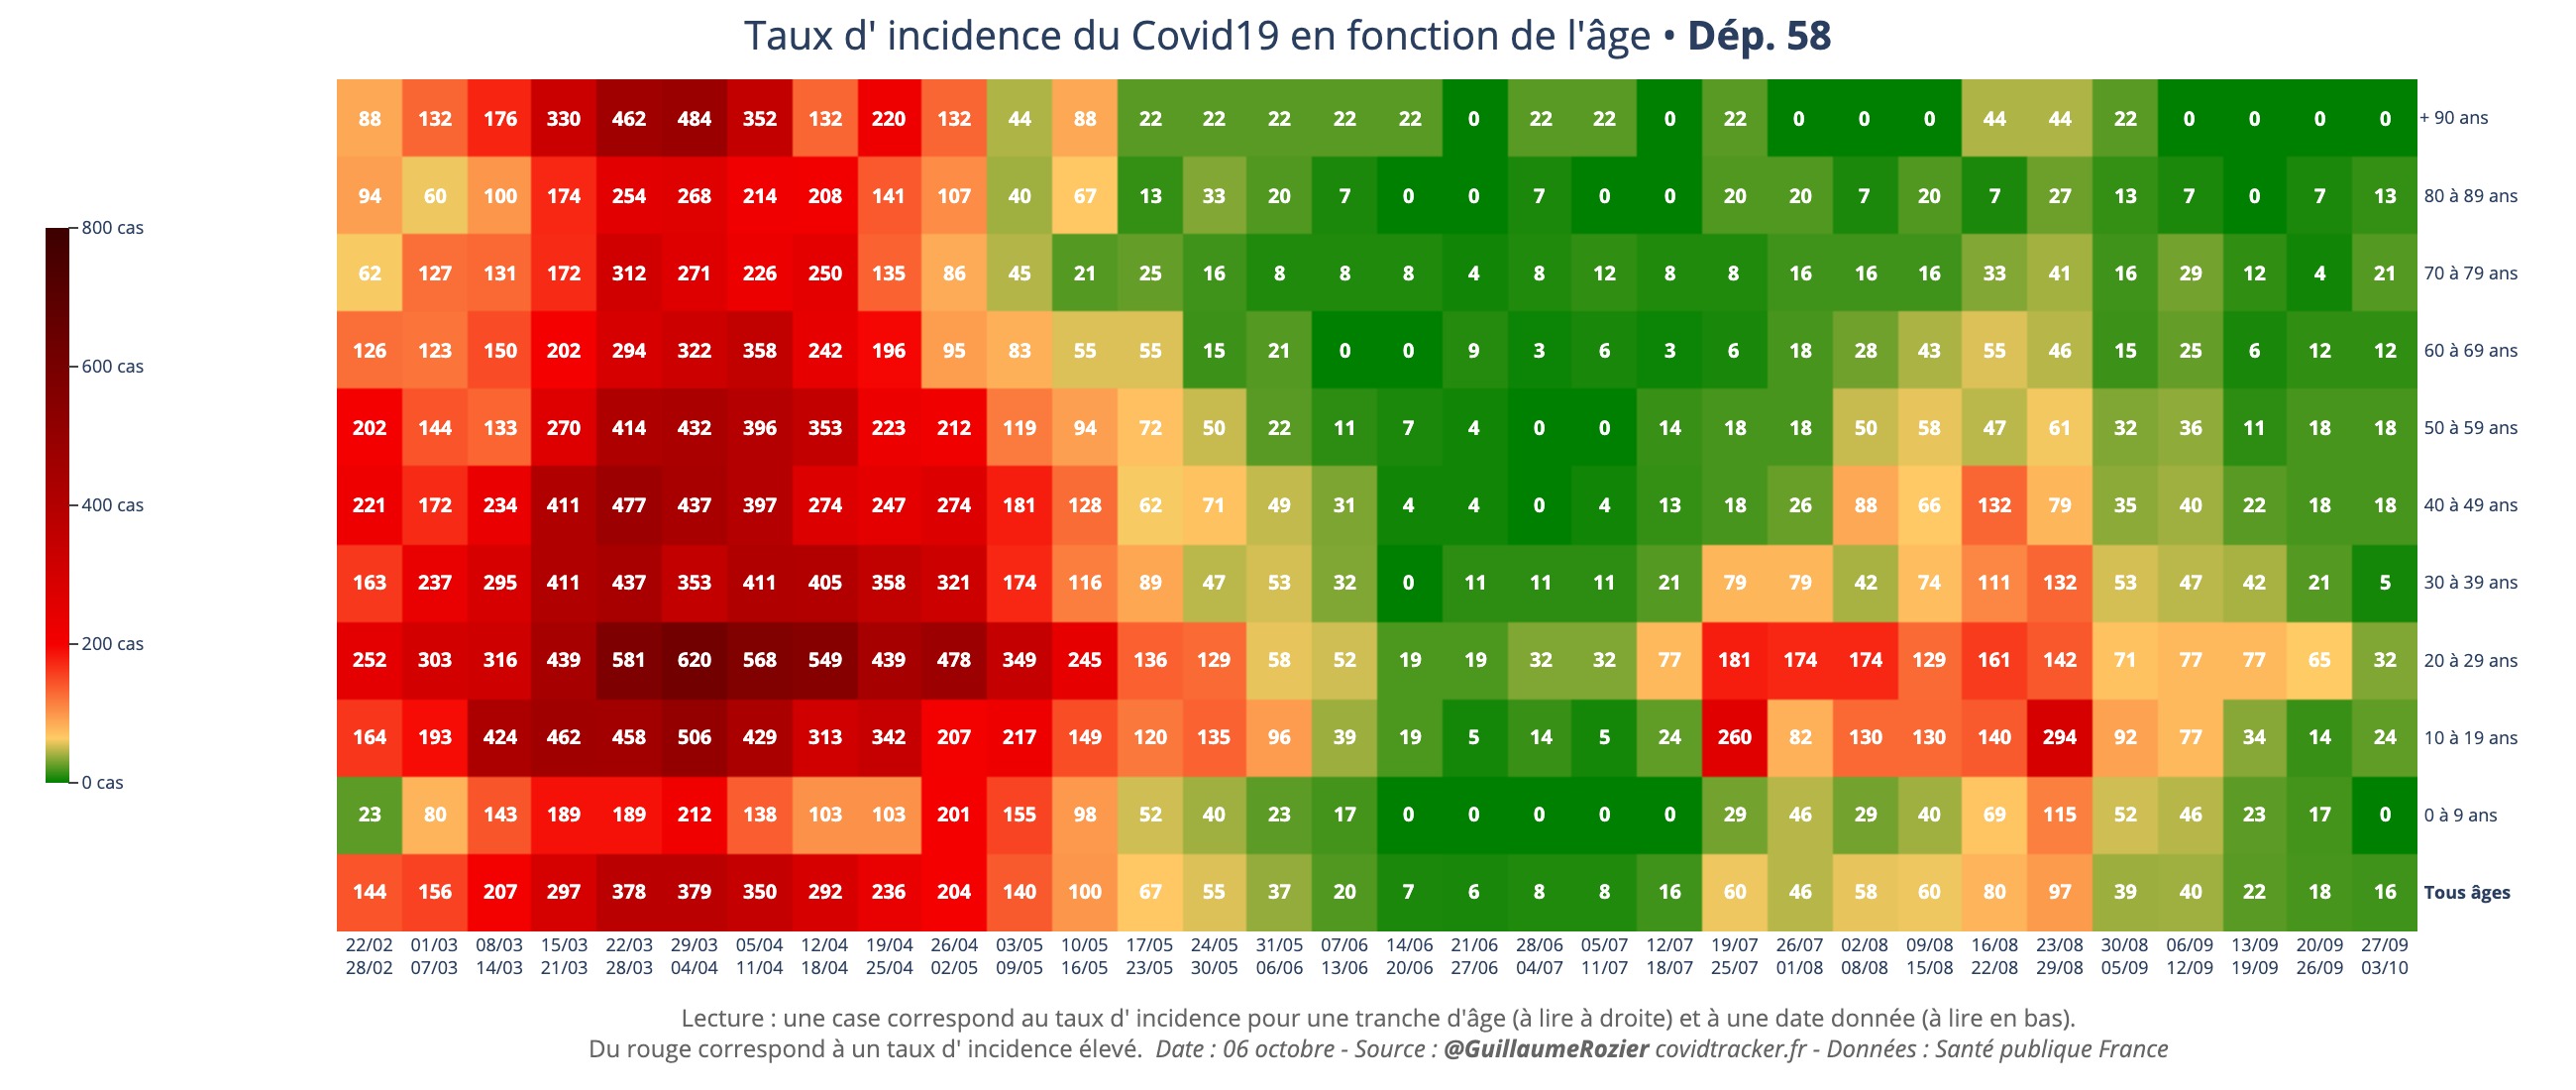 Taux d' incidence du Covid19 en fonction de l'âge • Dép. 58
800 cas
600 cas
400 cas
200 cas
0 cas
88 132 176 330 462 484 352 132 220 132 44 88 22 22 22 22 22 0 22 22 0 22 0 0 0 44 44 22 0 0 0 0 + 90 ans
94 60 100 174 254 268 214 208 141 107 40 67 13 33 20 7 0 0 7 0 0 20 20 7 20 7 27 13 7 0 7 13 80 à 89 ans
62 127 131 172 312 271 226 250 135 86 45 21 25 16 8 8 8 4 8 12 8 8 16 16 16 33 41 16 29 12 4 21 70 à 79 ans
126 123 150 202 294 322 358 242 196 95 83 55 55 15 21 0 0 9 3 6 3 6 18 28 43 55 46 15 25 6 12 12 60 à 69 ans
202 144 133 270 414 432 396 353 223 212 119 94 72 50 22 11 7 4 0 0 14 18 18 50 58 47 61 32 36 11 18 18 50 à 59 ans
221 172 234 411 477 437 397 274 247 274 181 128 62 71 49 31 4 4 0 4 13 18 26 88 66 132 79 35 40 22 18 18 40 à 49 ans
163 237 295 411 437 353 411 405 358 321 174 116 89 47 53 32 0 11 11 11 21 79 79 42 74 111 132 53 47 42 21 5 30 à 39 ans
252 303 316 439 581 620 568 549 439 478 349 245 136 129 58 52 19 19 32 32 77 181 174 174 129 161 142 71 77 77 65 32 20 à 29 ans
164 193 424 462 458 506 429 313 342 207 217 149 120 135 96 39 19 5 14 5 24 260 82 130 130 140 294 92 77 34 14 24 10 à 19 ans
23 80 143 189 189 212 138 103 103 201 155 98 52 40 23 17 0 0 0 0 0 29 46 29 40 69 115 52 46 23 17 0 0 à 9 ans
144 156 207 297 378 379 350 292 236 204 140 100 67 55 37 20 7 6 8 8 16 60 46 58 60 80 97 39 40 22 18 16 Tous âges
22/02 01/03 08/03 15/03 22/03 29/03 05/04 12/04 19/04 26/04 03/05 10/05 17/05 24/05 31/05 07/06 14/06 21/06 28/06 05/07 12/07 19/07 26/07 02/08 09/08 16/08 23/08 30/08 06/09 13/09 20/09 27/09
28/02 07/03 14/03 21/03 28/03 04/04 11/04 18/04 25/04 02/05 09/05 16/05 23/05 30/05 06/06 13/06 20/06 27/06 04/07 11/07 18/07 25/07 01/08 08/08 15/08 22/08 29/08 05/09 12/09 19/09 26/09 03/10
Lecture : une case correspond au taux d' incidence pour une tranche d'âge (à lire à droite) et à une date donnée (à lire en bas).
Du rouge correspond à un taux d' incidence élevé. Date : 06 octobre - Source : @GuillaumeRozier covidtracker.fr - Données : Santé publique France